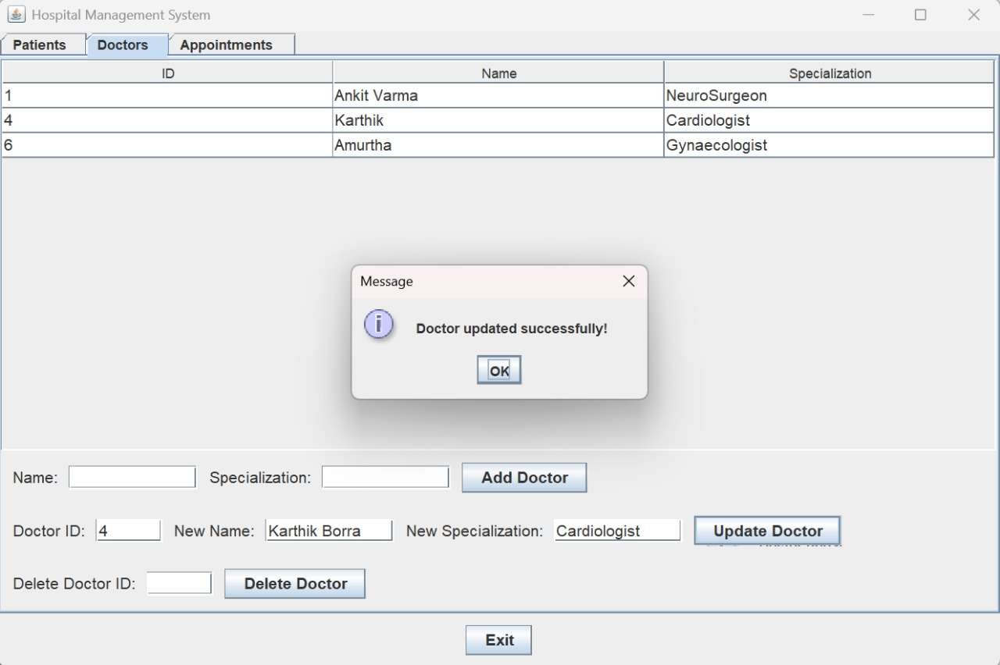 Hospital Management System
Patients Doctors Appointments
ID Name Specialization
1 Ankit Varma NeuroSurgeon
4 Karthik Cardiologist
6 Amurtha Gynaecologist
Message
i Doctor updated successfully!
OK
Name: Specialization: Add Doctor
Doctor ID: 4 New Name: Karthik Borra New Specialization: Cardiologist Update Doctor
Delete Doctor ID: Delete Doctor
Exit